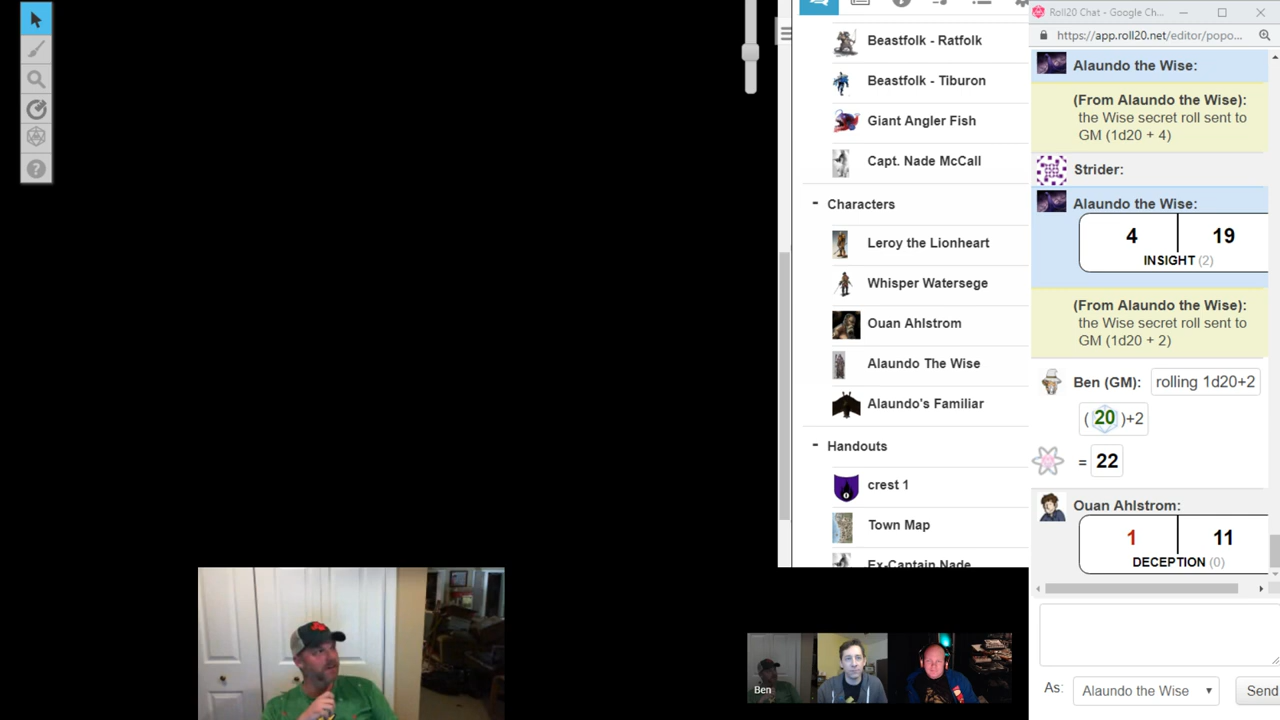 Beastfolk - Ratfolk
Beastfolk - Tiburon
Giant Angler Fish
Capt. Nade McCall
- Characters
Leroy the Lionheart
Whisper Watersege
Ouan Ahlstrom
Alaundo The Wise
Alaundo's Familiar
- Handouts
crest 1
Town Map
Ex-Captain Nade
Roll20 Chat - Google Ch...
https://app.roll20.net/editor/popo...
Alaundo the Wise:
(From Alaundo the Wise):
the Wise secret roll sent to
GM (1d20 + 4)
Strider:
Alaundo the Wise:
4 19
INSIGHT (2)
(From Alaundo the Wise):
the Wise secret roll sent to
GM (1d20 + 2)
Ben (GM): rolling 1d20+2
(20)+2
= 22
Ouan Ahlstrom:
1 11
DECEPTION (0)
As: Alaundo the Wise
Send
Ben